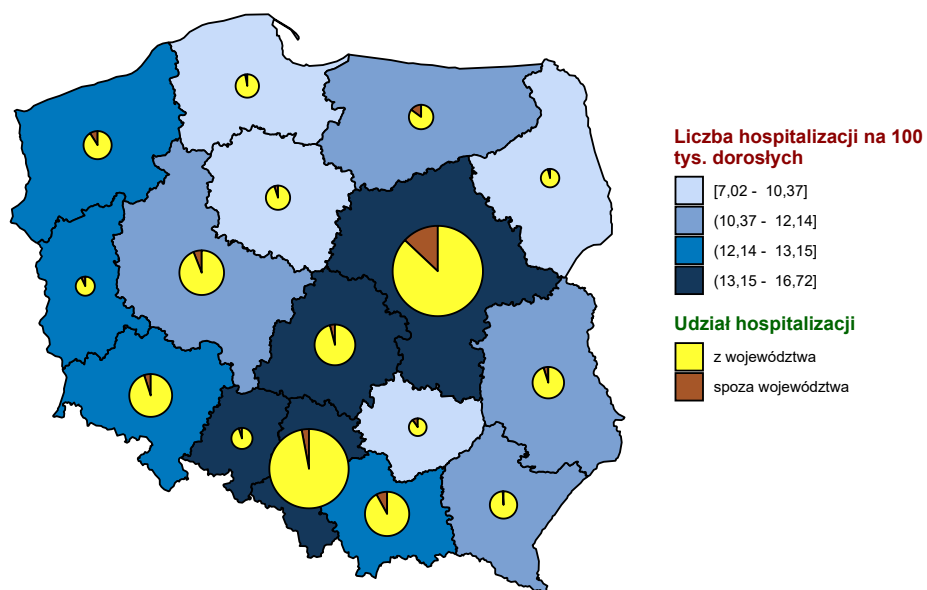 Liczba hospitalizacji na 100
tys. dorosłych
[7,02 - 10,37]
(10,37 - 12,14]
(12,14 - 13,15]
(13,15 - 16,72]
Udział hospitalizacji
z województwa
spoza województwa